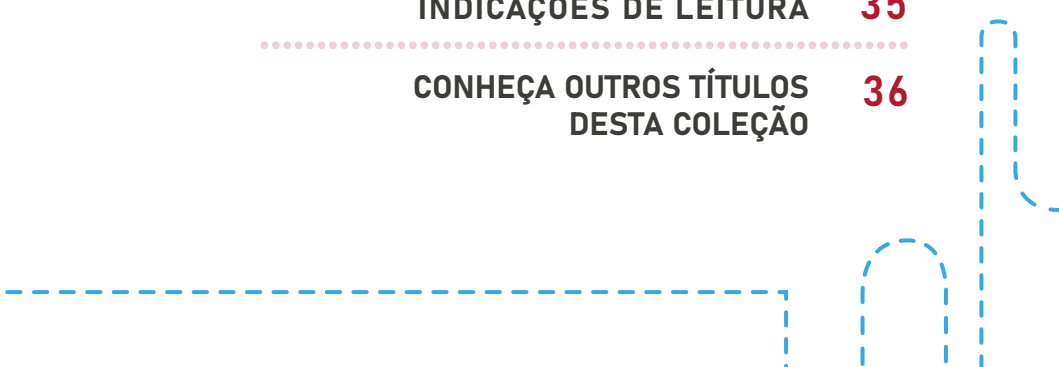 INDICAÇÕES DE LEITURA 35
CONHEÇA OUTROS TÍTULOS 36
DESTA COLEÇÃO